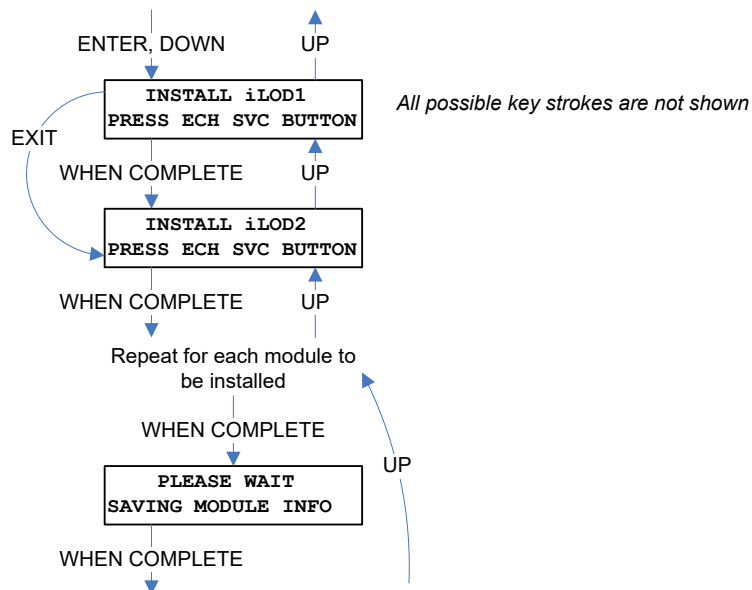 ENTER, DOWN
UP
INSTALL iLOD1
PRESS ECH SVC BUTTON
All possible key strokes are not shown
EXIT
WHEN COMPLETE
UP
INSTALL iLOD2
PRESS ECH SVC BUTTON
WHEN COMPLETE
UP
Repeat for each module to
be installed
WHEN COMPLETE
UP
PLEASE WAIT
SAVING MODULE INFO
WHEN COMPLETE